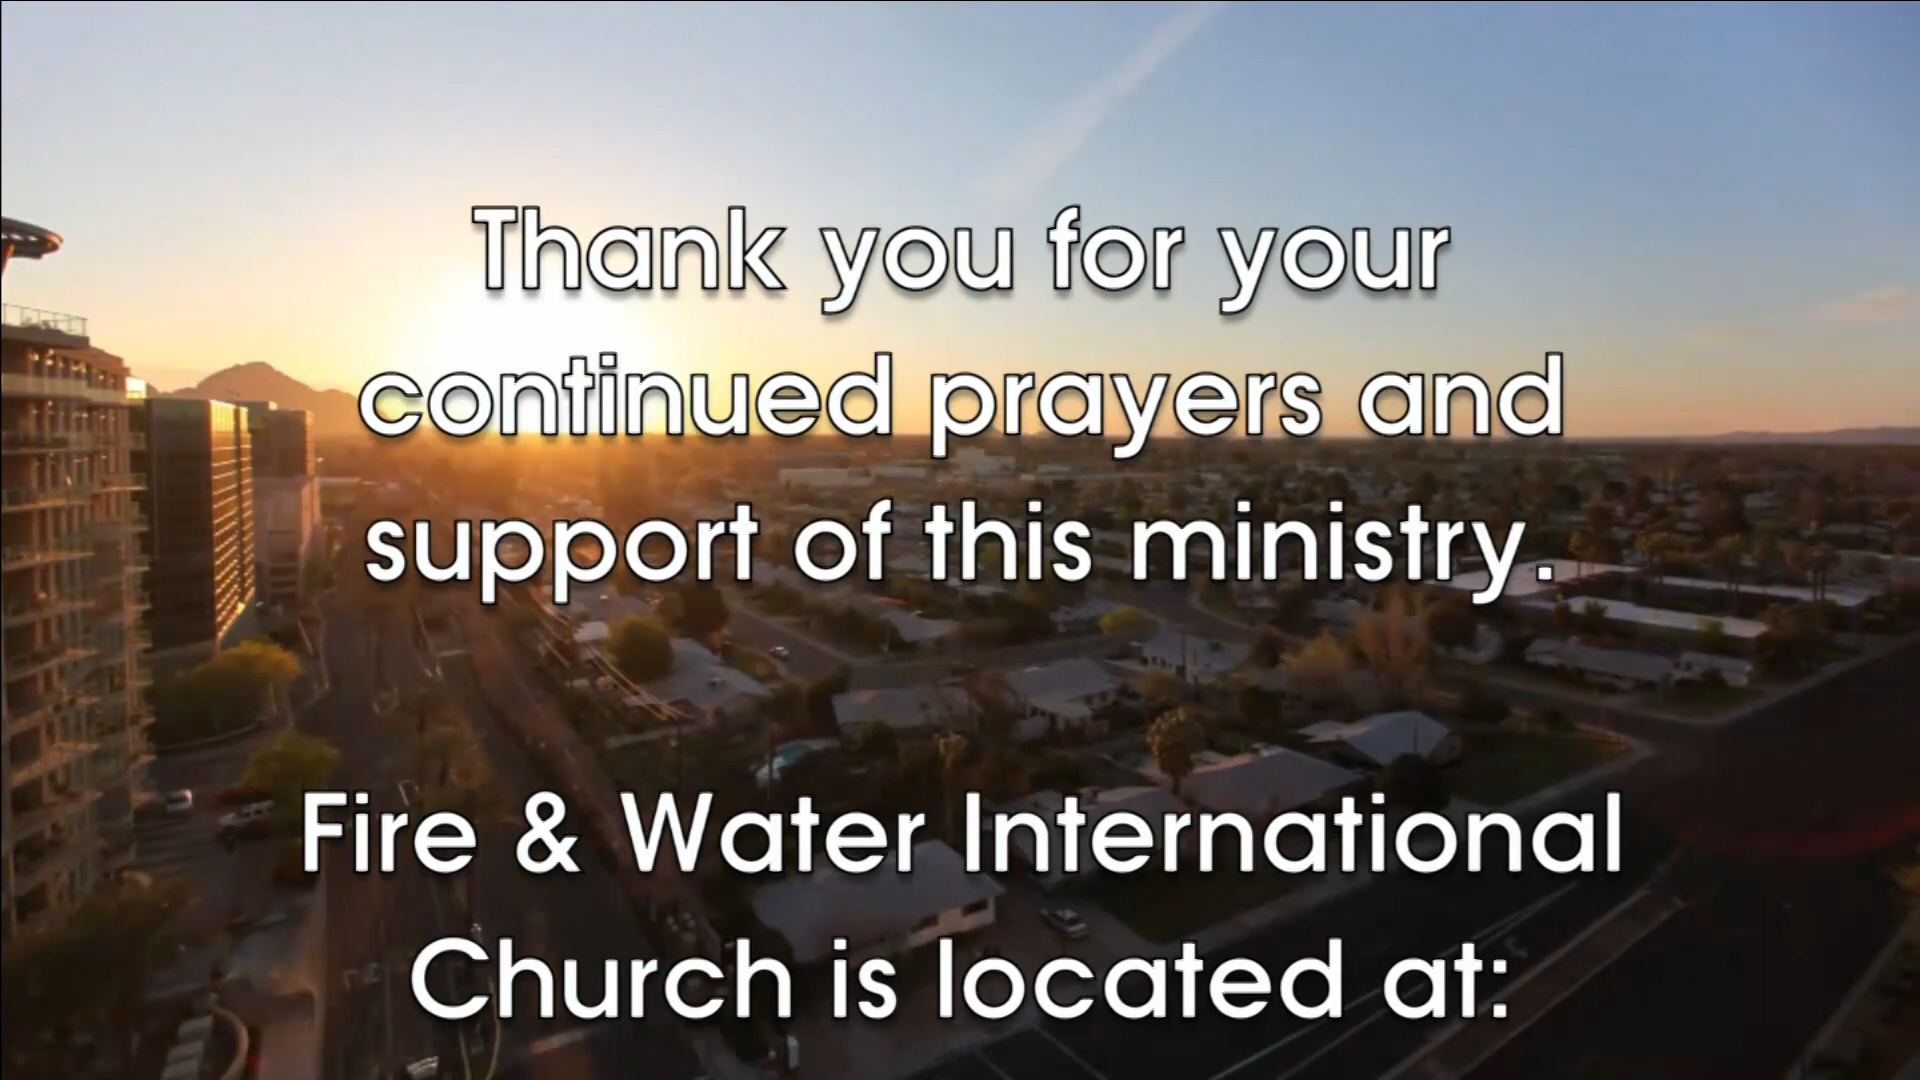 Thank you for your
continued prayers and
support of this ministry.
Fire & Water International
Church is located at: